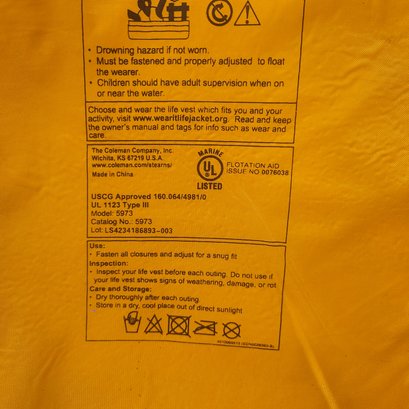 • Drowning hazard if not worn.
• Must be fastened and properly adjusted to float
the wearer.
• Children should have adult supervision when on
or near the water.
Choose and wear the life vest which fits you and your
activity, visit www.wearitlifejacket.org. Read and keep
the owner's manual and tags for info such as wear and
care.
The Coleman Company, Inc.
Wichita, KS 67219 U.S.A.
www.coleman.com/stearns/
Made in China
MARINE
UL
LISTED
FLOTATION AID
ISSUE NO 0076038
USCG Approved 160.064/4981/0
UL 1123 Type III
Model: 5973
Catalog No.: 5973
Lot: LS4234186893-003
Use:
• Fasten all closures and adjust for a snug fit
Inspection:
• Inspect your life vest before each outing. Do not use if
your life vest shows signs of weathering, damage, or rot
Care and Storage:
• Dry thoroughly after each outing
• Store in a dry, cool place out of direct sunlight